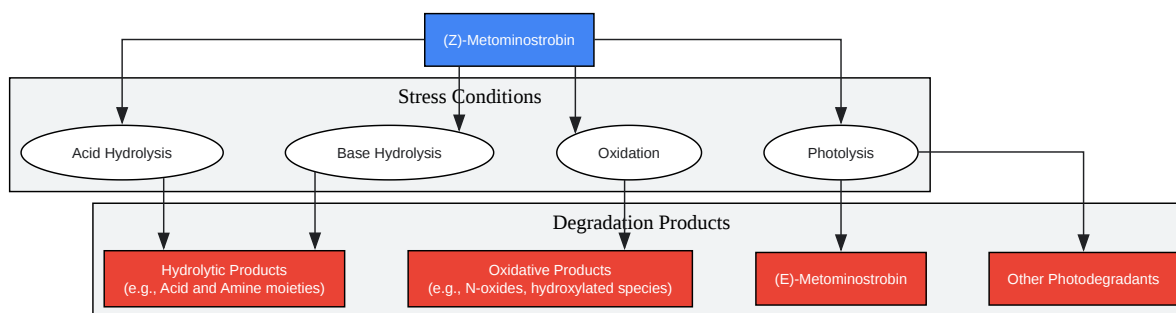 (Z)-Metominostrobin
Stress Conditions
Acid Hydrolysis
Base Hydrolysis
Oxidation
Photolysis
Degradation Products
Hydrolytic Products
(e.g., Acid and Amine moieties)
Oxidative Products
(e.g., N-oxides, hydroxylated species)
(E)-Metominostrobin
Other Photodegradants